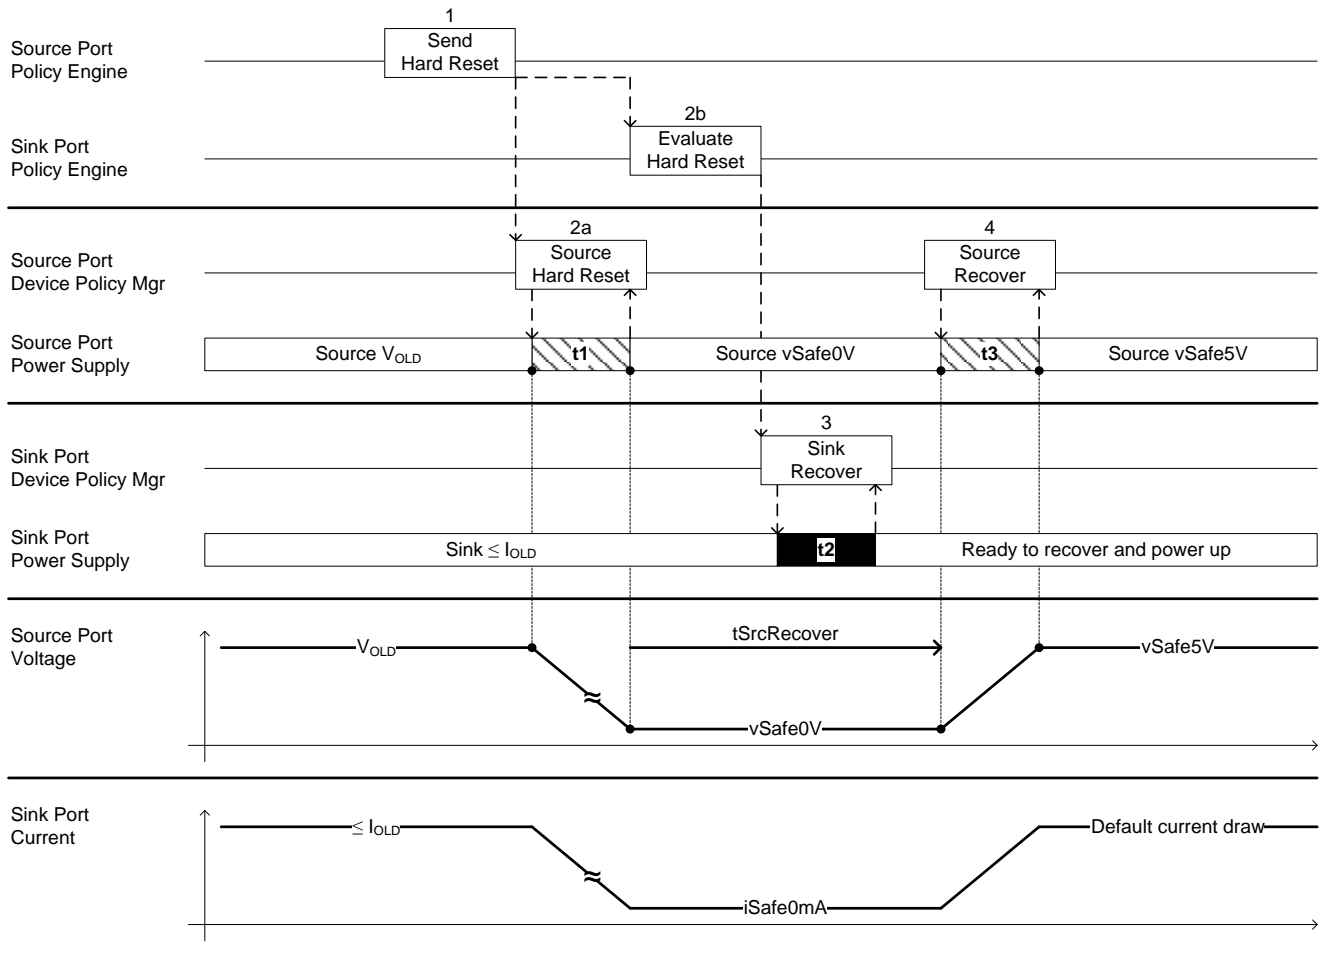 1
Source Port
Policy Engine
Send
Hard Reset
2b
Sink Port
Policy Engine
Evaluate
Hard Reset
2a
4
Source Port
Device Policy Mgr
Source
Hard Reset
Source
Recover
Source Port
Power Supply
Source VOLD
t1
Source vSafe0V
t3
Source vSafe5V
3
Sink Port
Device Policy Mgr
Sink
Recover
Sink Port
Power Supply
Sink ≤ IOLD
t2
Ready to recover and power up
Source Port
Voltage
tSrcRecover
VOLD
vSafe5V
≈
vSafe0V
Sink Port
Current
≤ IOLD
Default current draw
≈
iSafe0mA